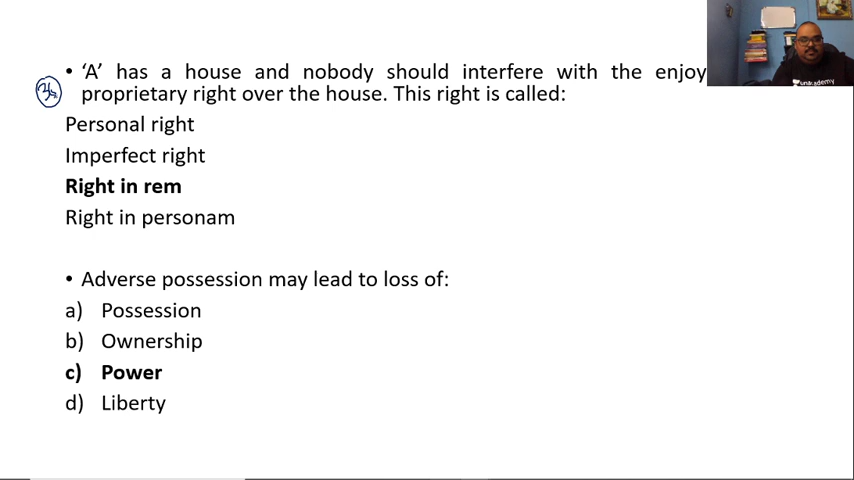 • 'A' has a house and nobody should interfere with the enjoy
proprietary right over the house. This right is called:
Personal right
Imperfect right
Right in rem
Right in personam
• Adverse possession may lead to loss of:
a) Possession
b) Ownership
c) Power
d) Liberty
unacademy